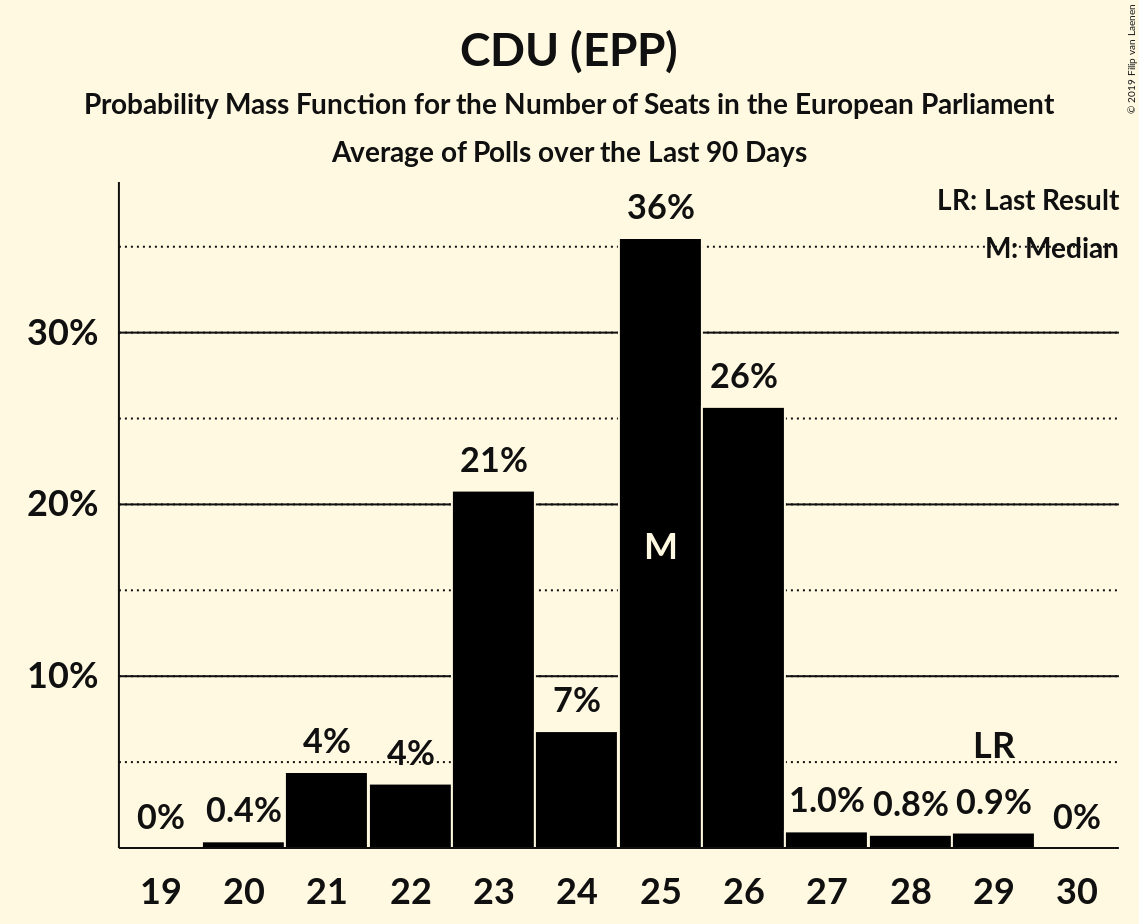 CDU (EPP)
Probability Mass Function for the Number of Seats in the European Parliament
Average of Polls over the Last 90 Days
© 2019 Filip van Laenen
LR: Last Result
M: Median
36%
30%
26%
21%
20%
M
10%
7%
4%
4%
LR
0%
0.4%
1.0%
0.8%
0.9%
0%
19 20 21 22 23 24 25 26 27 28 29 30